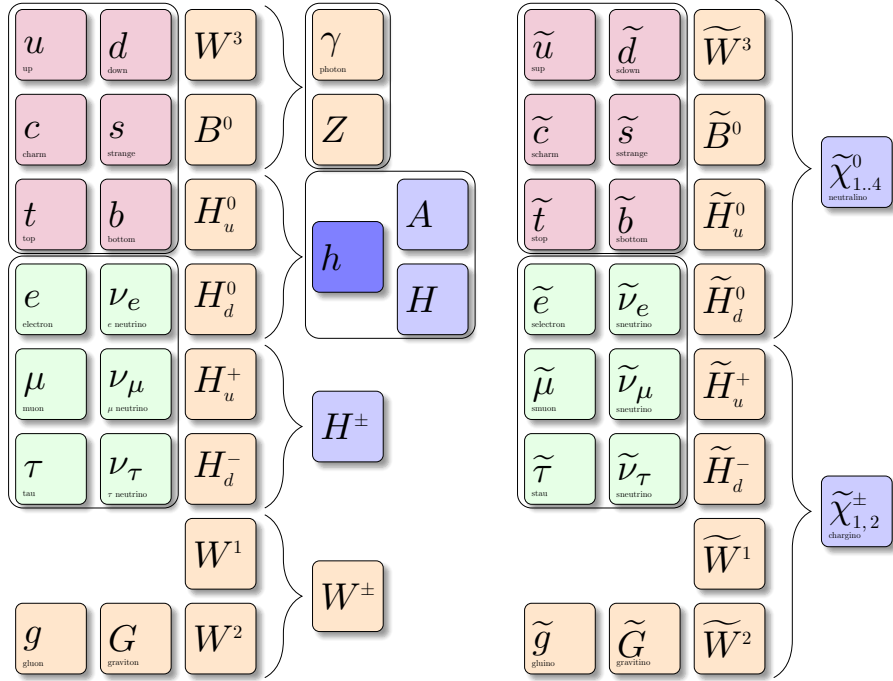 u up d down W³ γ photon ũ sup d̃ sdown W̃³
c charm s strange B⁰ Z c̃ scharm s̃ sstrange B̃⁰ χ̃⁰₁..₄ neutralino
t top b bottom H⁰ᵤ h A t̃ stop b̃ sbottom H̃⁰ᵤ
e electron νₑ e neutrino H⁰_d H ẽ selectron ν̃ₑ sneutrino H̃⁰_d
μ muon ν_μ μ neutrino H⁺ᵤ H± μ̃ smuon ν̃_μ sneutrino H̃⁺ᵤ
τ tau ν_τ τ neutrino H⁻_d τ̃ stau ν̃_τ sneutrino H̃⁻_d χ̃±₁,₂ chargino
W¹ W± W̃¹
g gluon G graviton W² g̃ gluino G̃ gravitino W̃²